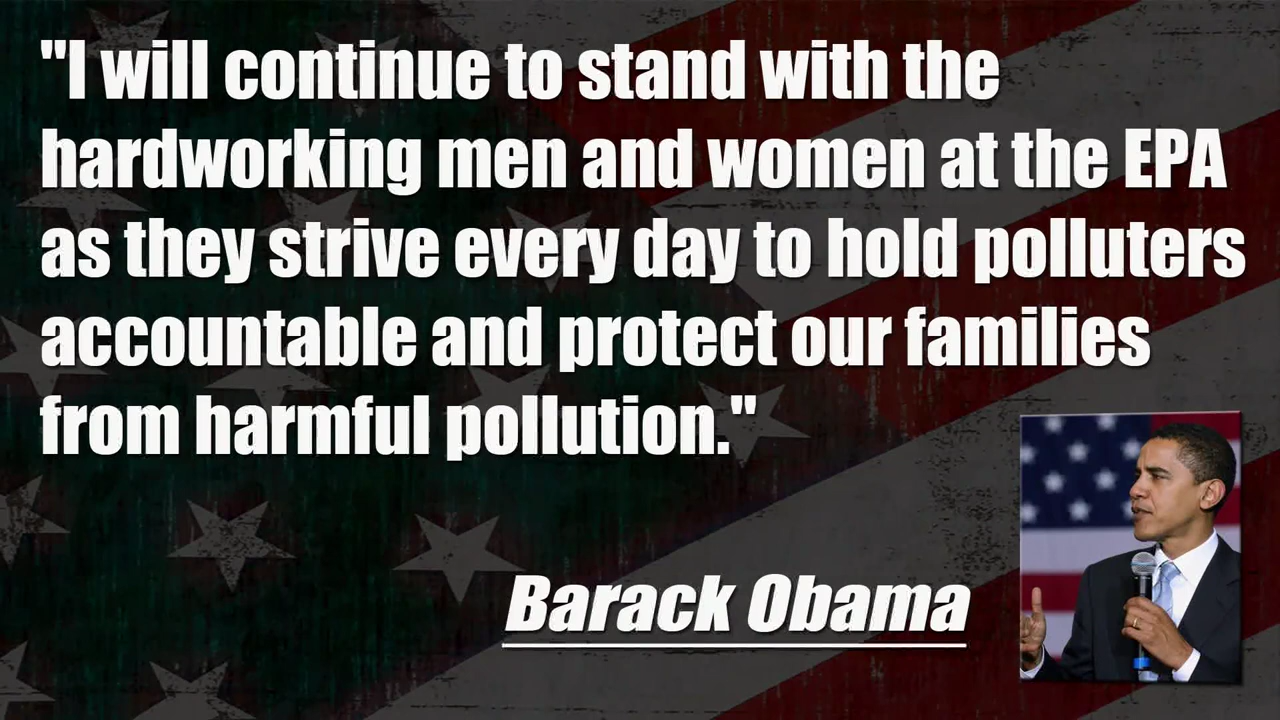 "I will continue to stand with the
hardworking men and women at the EPA
as they strive every day to hold polluters
accountable and protect our families
from harmful pollution."
Barack Obama